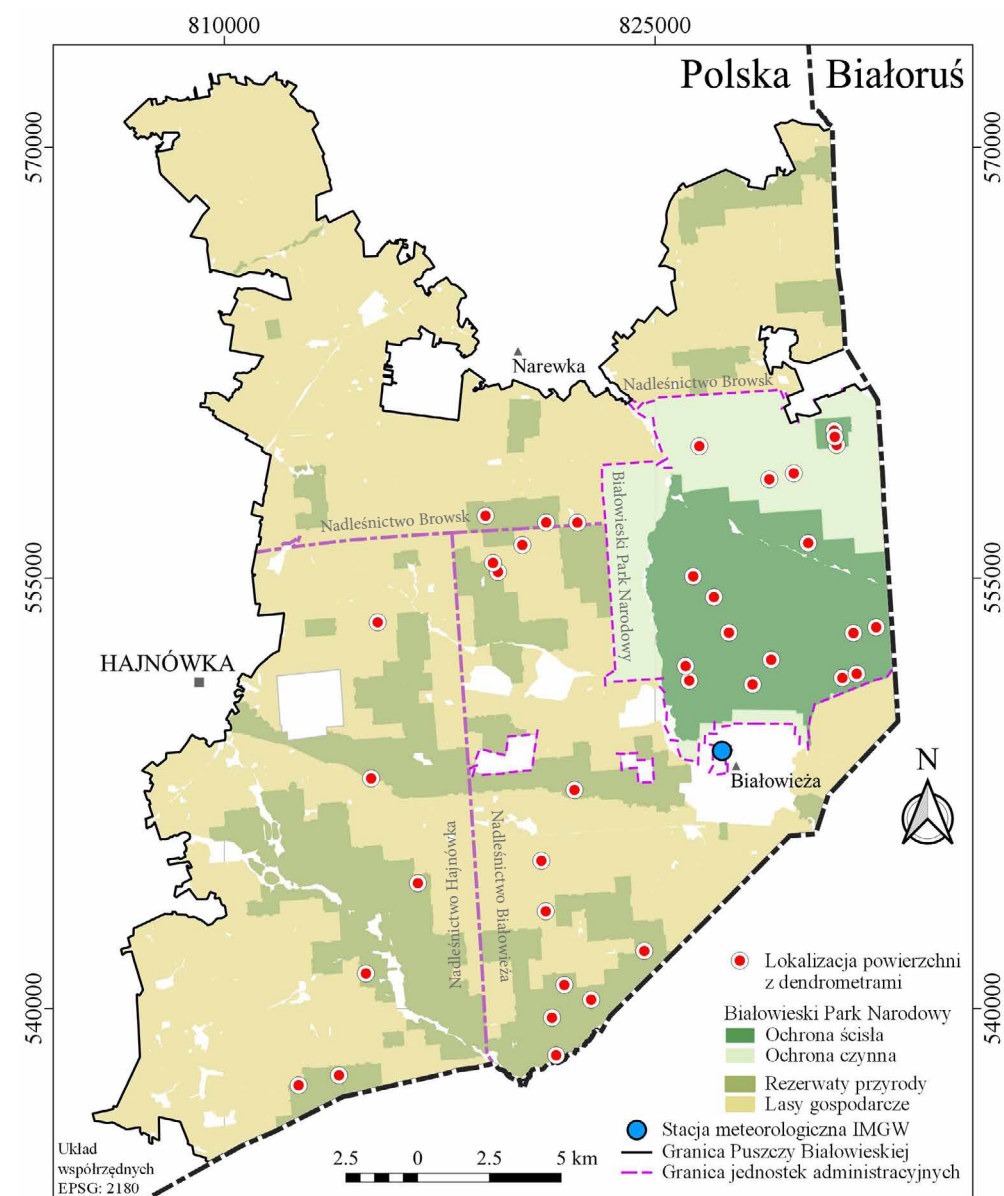 810000 825000
Polska Białoruś
570000 570000
Narewka
Nadleśnictwo Browsk
Nadleśnictwo Browsk
Białowieski Park Narodowy
555000 555000
HAJNÓWKA
Białowieża
N
Nadleśnictwo Hajnówka
Nadleśnictwo Białowieża
540000 540000
Lokalizacja powierzchni
z dendrometrami
Białowieski Park Narodowy
Ochrona ścisła
Ochrona czynna
Rezerwaty przyrody
Lasy gospodarcze
Stacja meteorologiczna IMGW
Granica Puszczy Białowieskiej
Granica jednostek administracyjnych
Układ
współrzędnych
EPSG: 2180
2.5 0 2.5 5 km